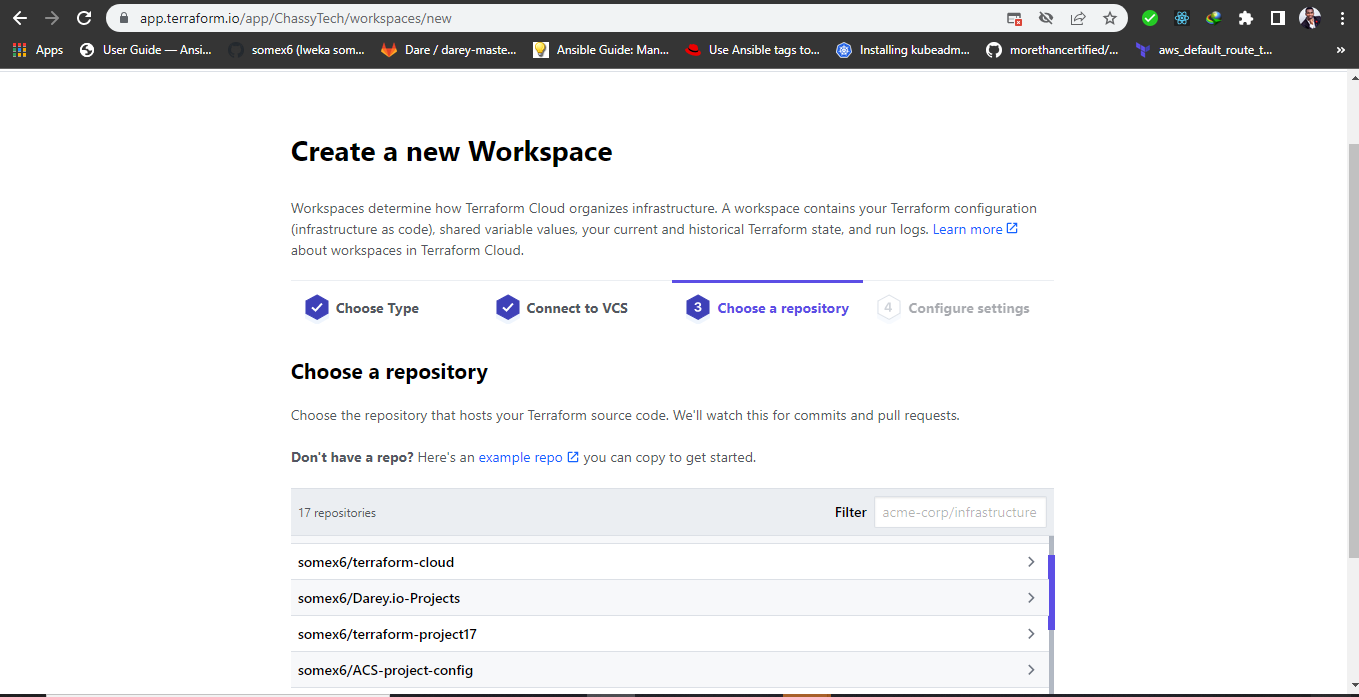 app.terraform.io/app/ChassyTech/workspaces/new
Apps User Guide — Ansi... somex6 (Iweka som... Dare / darey-maste... Ansible Guide: Man... Use Ansible tags to... Installing kubeadm... morethancertified/... aws_default_route_t... »
Create a new Workspace
Workspaces determine how Terraform Cloud organizes infrastructure. A workspace contains your Terraform configuration
(infrastructure as code), shared variable values, your current and historical Terraform state, and run logs. Learn more
about workspaces in Terraform Cloud.
Choose Type Connect to VCS 3 Choose a repository 4 Configure settings
Choose a repository
Choose the repository that hosts your Terraform source code. We'll watch this for commits and pull requests.
Don't have a repo? Here's an example repo you can copy to get started.
17 repositories Filter acme-corp/infrastructure
somex6/terraform-cloud
somex6/Darey.io-Projects
somex6/terraform-project17
somex6/ACS-project-config